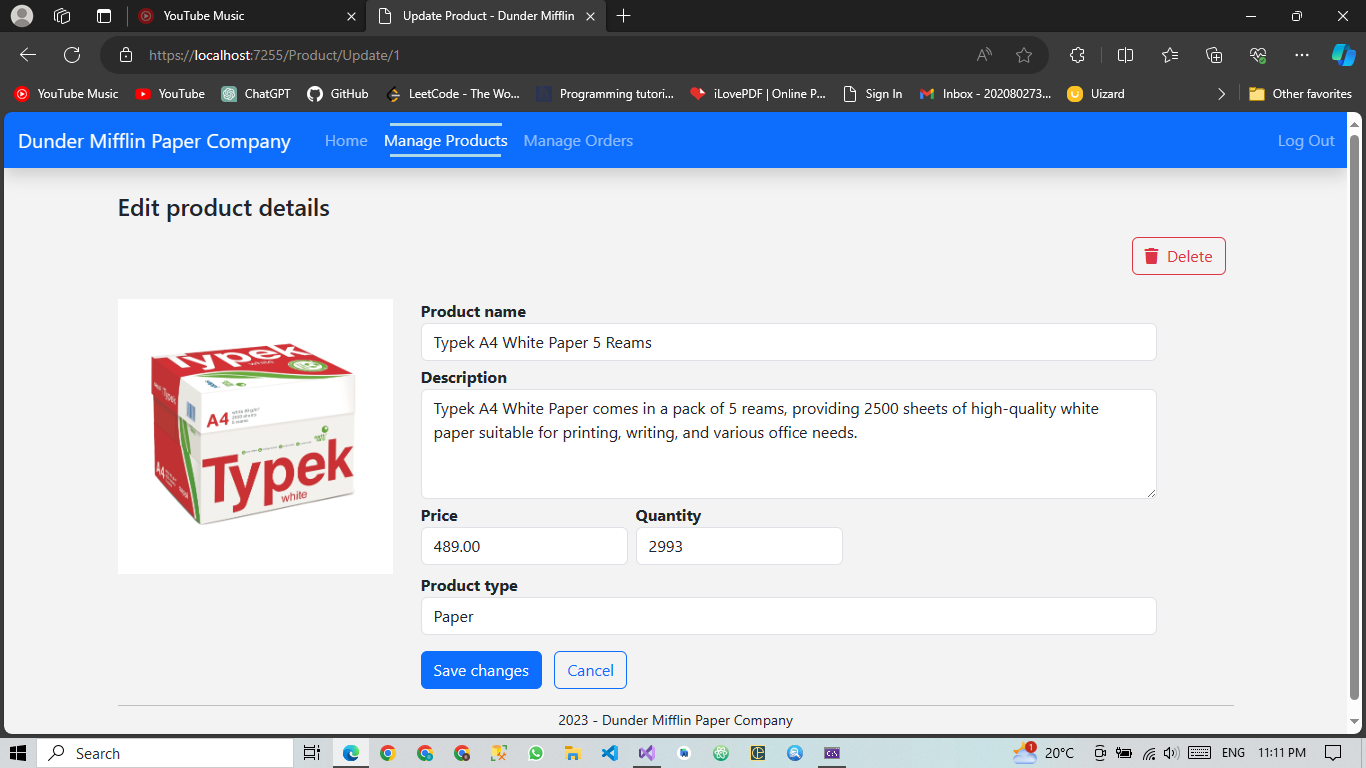 YouTube Music
Update Product - Dunder Mifflin
https://localhost:7255/Product/Update/1
YouTube Music
YouTube
ChatGPT
GitHub
LeetCode - The Wo...
Programming tutori...
iLovePDF | Online P...
Sign In
Inbox - 202080273...
Uizard
Other favorites
Dunder Mifflin Paper Company
Home
Manage Products
Manage Orders
Log Out
Edit product details
Delete
Typek
Typek
A4
Typek
white
A4
Product name
Typek A4 White Paper 5 Reams
Description
Typek A4 White Paper comes in a pack of 5 reams, providing 2500 sheets of high-quality white
paper suitable for printing, writing, and various office needs.
Price
Quantity
489.00
2993
Product type
Paper
Save changes
Cancel
2023 - Dunder Mifflin Paper Company
Search
1
20°C
ENG
11:11 PM